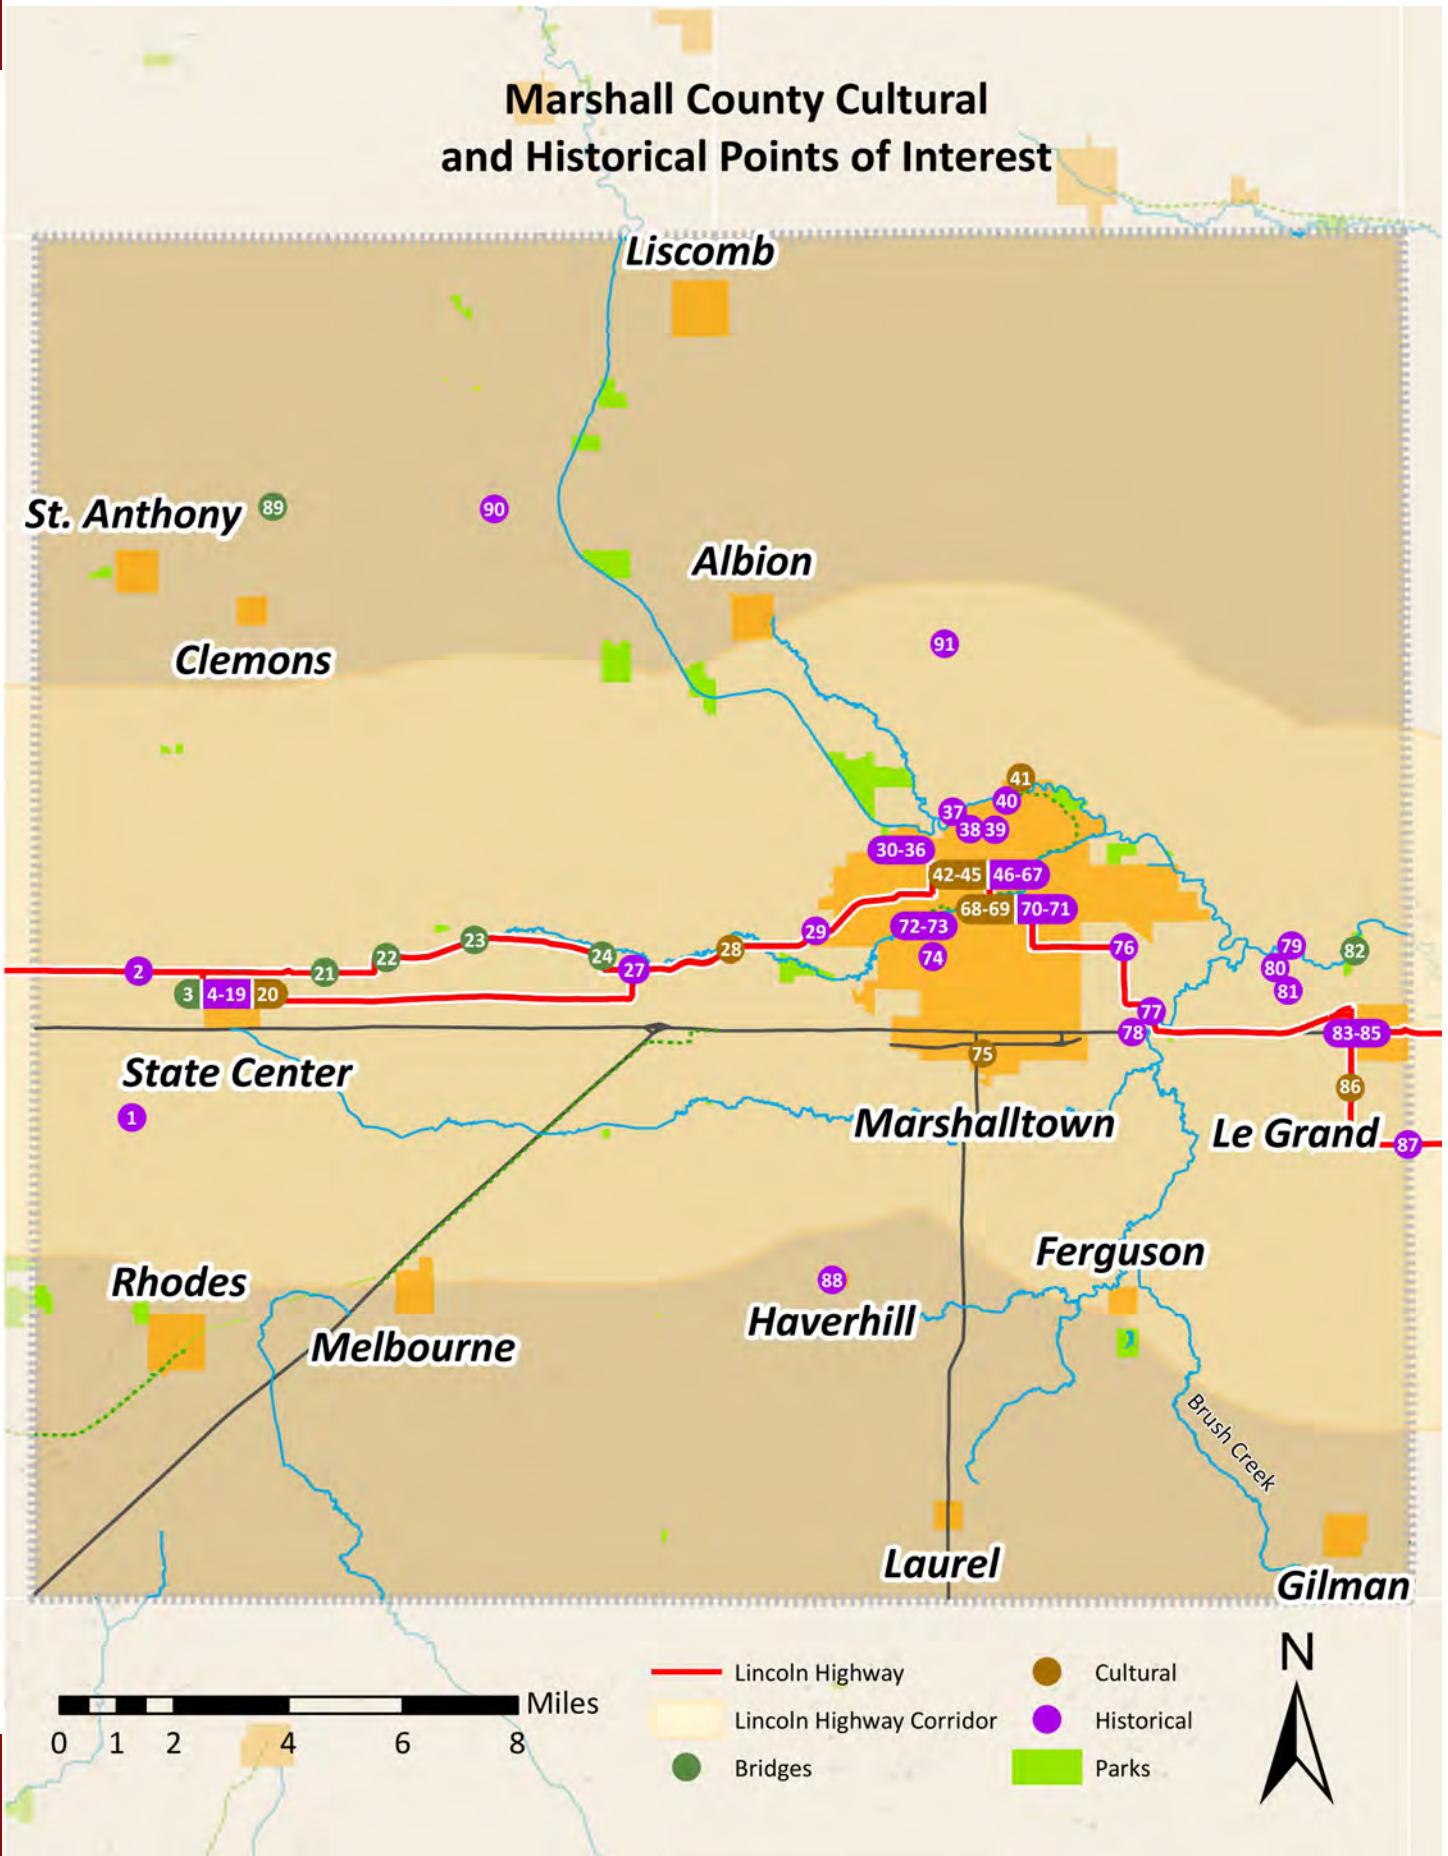 Marshall County Cultural
and Historical Points of Interest
Liscomb
St. Anthony
89
90
Albion
Clemons
91
41
40
37
38
39
30-36
42-45
46-67
68-69
70-71
72-73
29
74
28
76
23
22
24
27
21
2
3
4-19
20
79
82
80
81
77
78
83-85
75
State Center
86
1
Marshalltown
Le Grand
87
Ferguson
Rhodes
88
Haverhill
Melbourne
Brush Creek
Laurel
Gilman
N
Lincoln Highway
Cultural
Miles
Lincoln Highway Corridor
Historical
0 1 2 4 6 8
Bridges
Parks